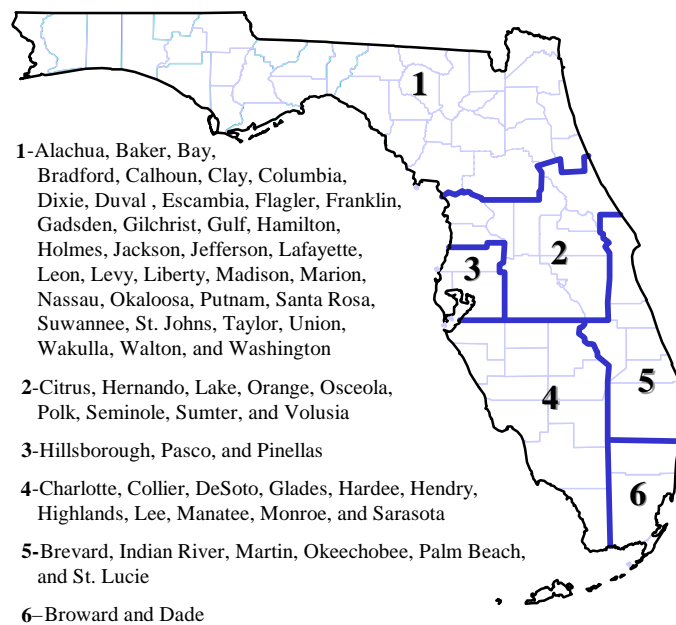 1
1-Alachua, Baker, Bay,
Bradford, Calhoun, Clay, Columbia,
Dixie, Duval , Escambia, Flagler, Franklin,
Gadsden, Gilchrist, Gulf, Hamilton,
Holmes, Jackson, Jefferson, Lafayette,
Leon, Levy, Liberty, Madison, Marion,
Nassau, Okaloosa, Putnam, Santa Rosa,
Suwannee, St. Johns, Taylor, Union,
Wakulla, Walton, and Washington
2
3
2-Citrus, Hernando, Lake, Orange, Osceola,
Polk, Seminole, Sumter, and Volusia
3-Hillsborough, Pasco, and Pinellas
4
5
4-Charlotte, Collier, DeSoto, Glades, Hardee, Hendry,
Highlands, Lee, Manatee, Monroe, and Sarasota
6
5-Brevard, Indian River, Martin, Okeechobee, Palm Beach,
and St. Lucie
6–Broward and Dade